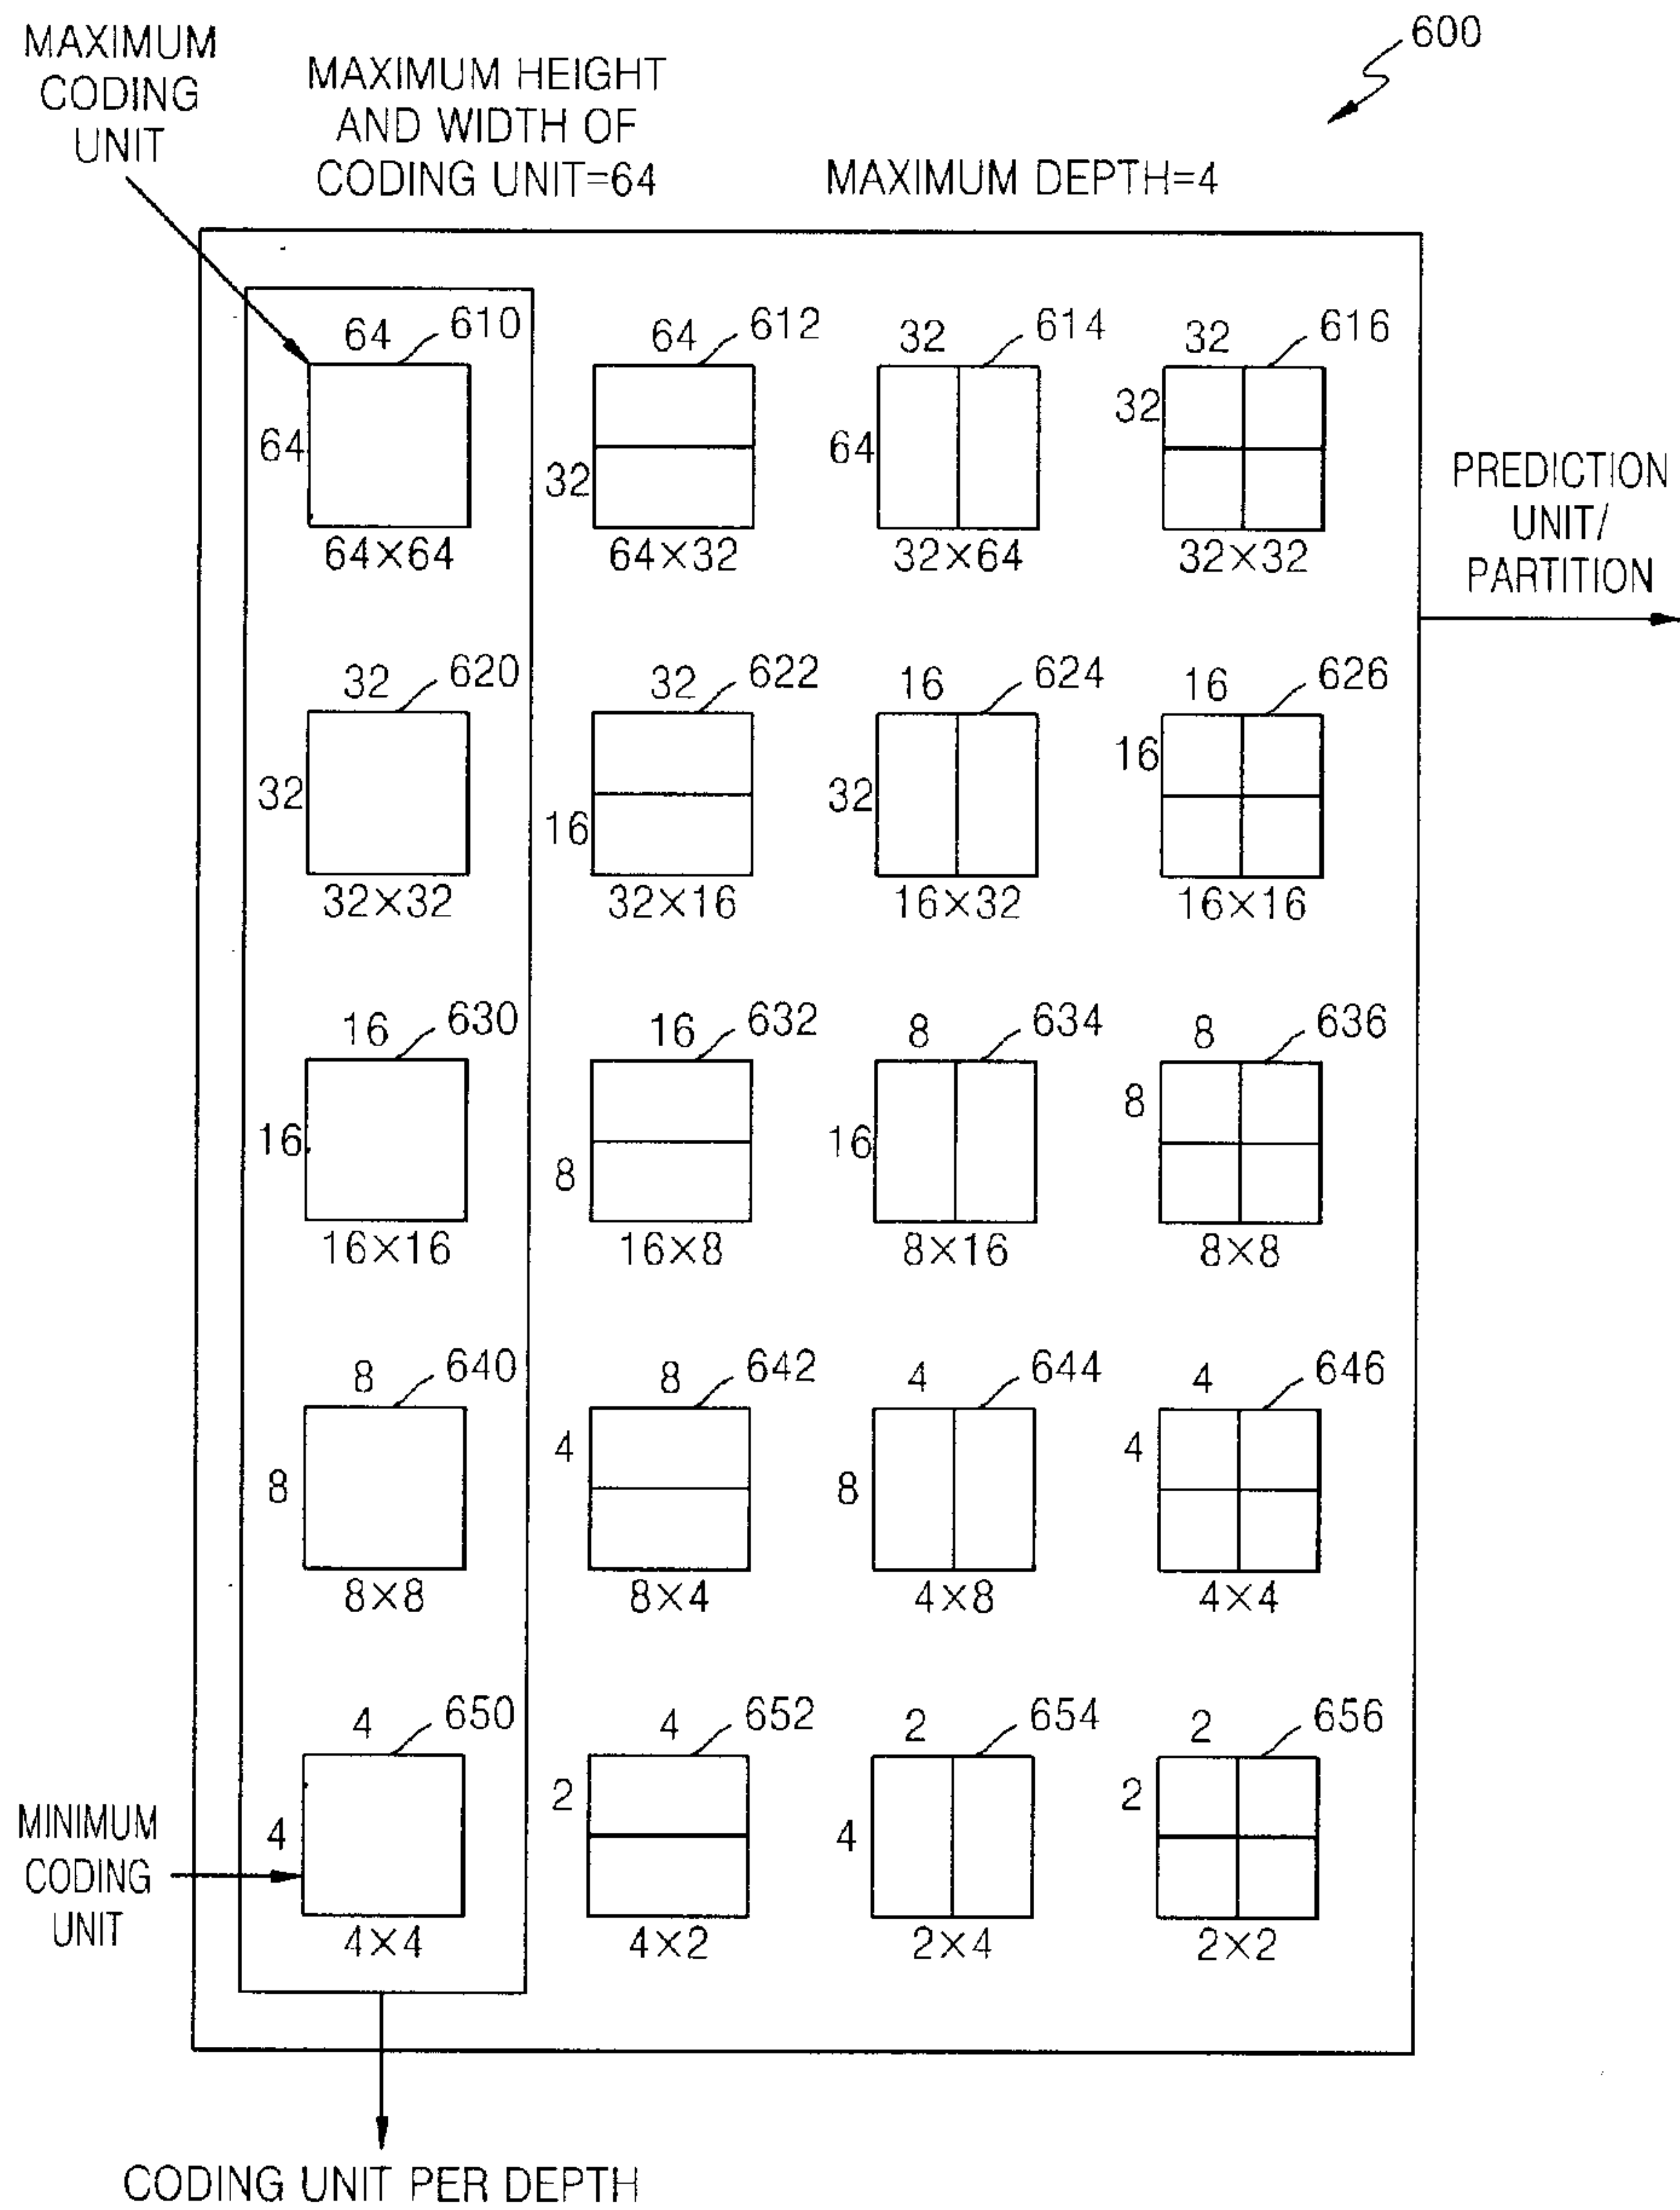 600
MAXIMUM
CODING
UNIT
MAXIMUM HEIGHT
AND WIDTH OF
CODING UNIT=64
MAXIMUM DEPTH=4
64 610 64 612 32 614 32 616
64 32 64 32
64×64 64×32 32×64 32×32
PREDICTION
UNIT/
PARTITION
32 620 32 622 16 624 16 626
32 16 32 16
32×32 32×16 16×32 16×16
16 630 16 632 8 634 8 636
16 8 16 8
16×16 16×8 8×16 8×8
8 640 8 642 4 644 4 646
8 4 8 4
8×8 8×4 4×8 4×4
4 650 4 652 2 654 2 656
4 2 4 2
4×4 4×2 2×4 2×2
MINIMUM
CODING
UNIT
CODING UNIT PER DEPTH